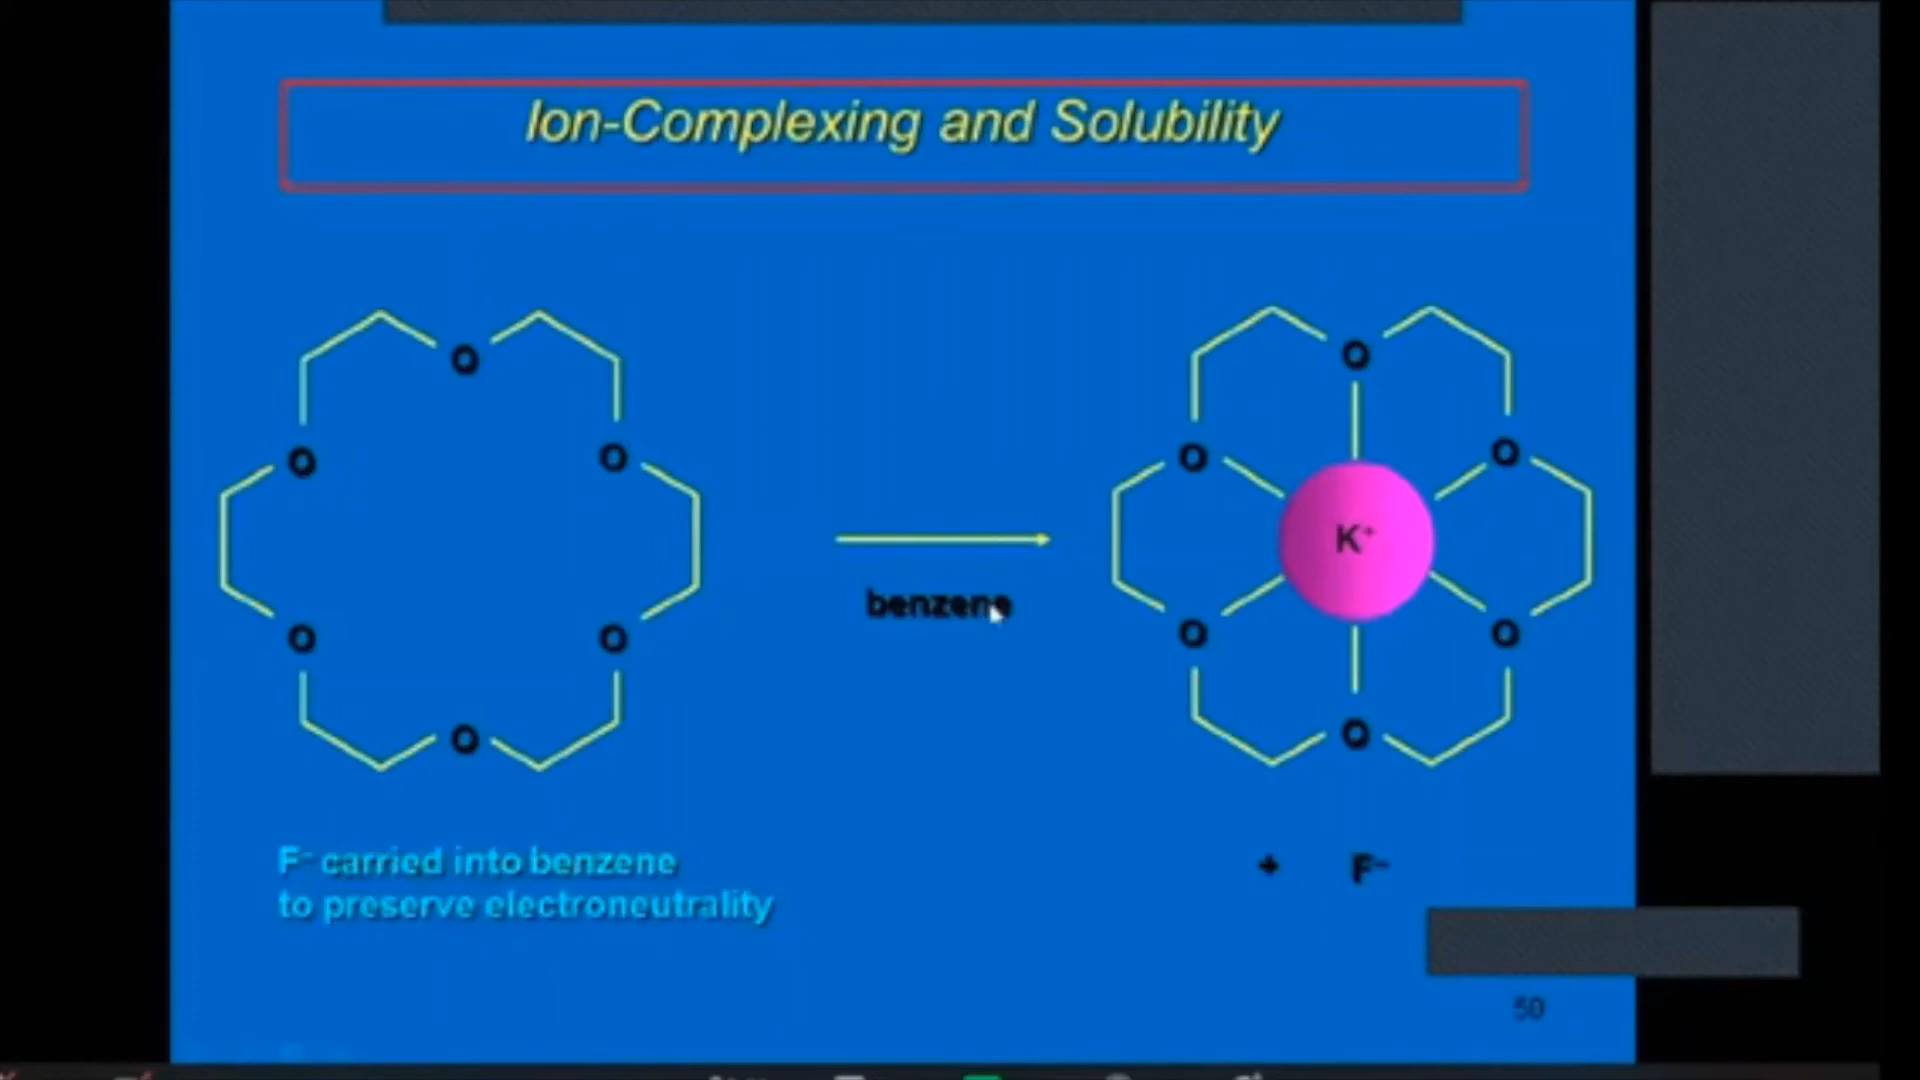 Ion-Complexing and Solubility
O
O
O
O
O
O
benzene
O
O
O
K⁺
O
O
O
F⁻ carried into benzene
to preserve electroneutrality
+ F⁻
50